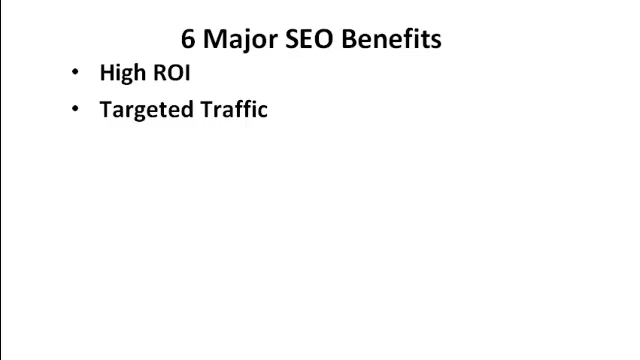 6 Major SEO Benefits
• High ROI
• Targeted Traffic